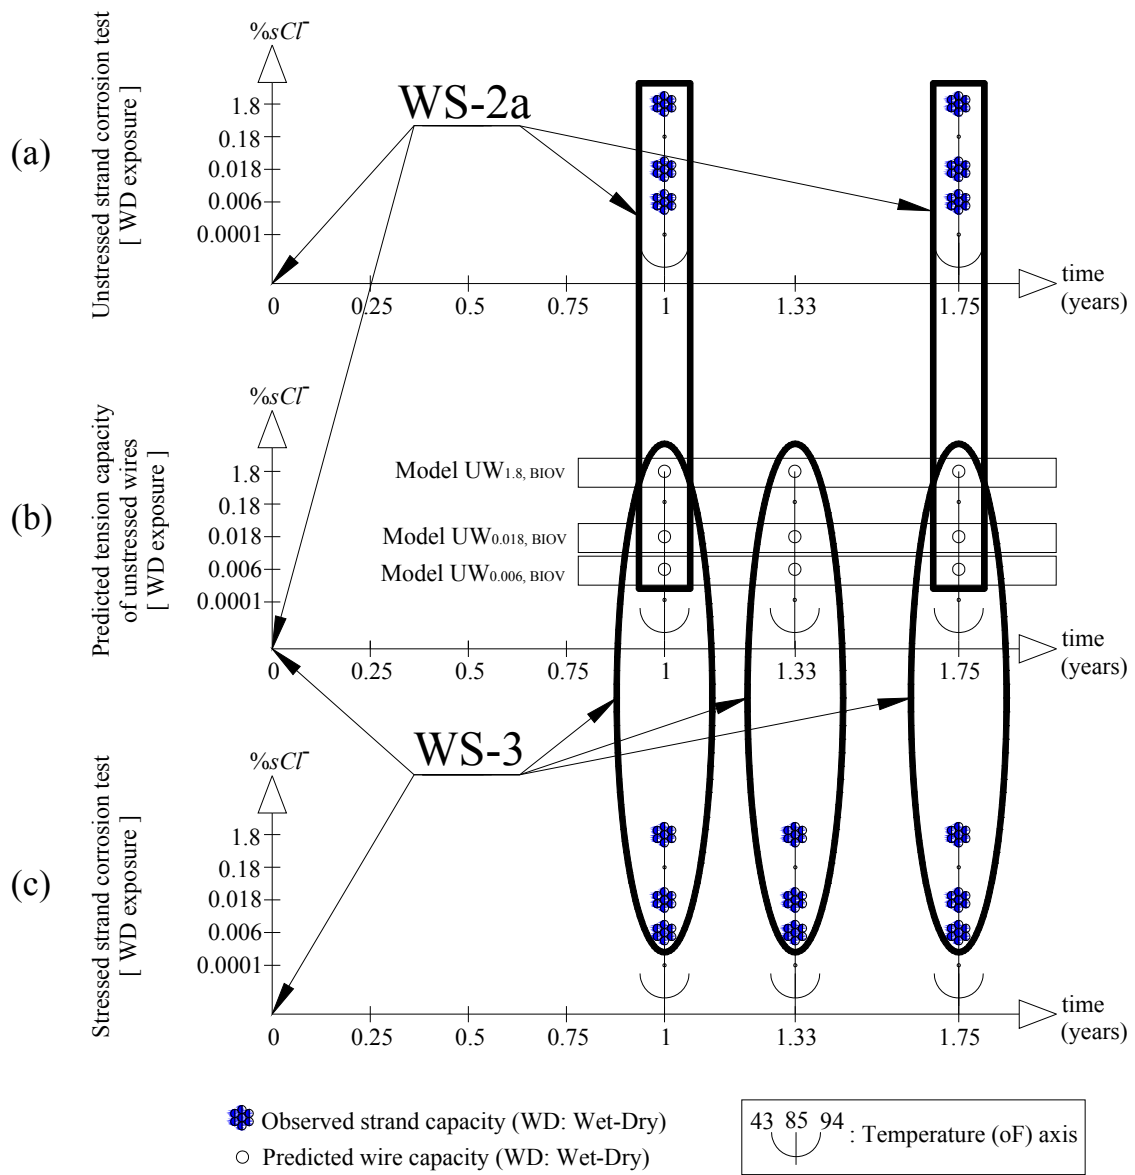 (a)
Unstressed strand corrosion test
[ WD exposure ]
%sCl⁻
1.8
0.18
0.018
0.006
0.0001
WS-2a
0 0.25 0.5 0.75 1 1.33 1.75
time
(years)
(b)
Predicted tension capacity
of unstressed wires
[ WD exposure ]
%sCl⁻
1.8
0.18
0.018
0.006
0.0001
Model UW1.8, BIOV
Model UW0.018, BIOV
Model UW0.006, BIOV
0 0.25 0.5 0.75 1 1.33 1.75
time
(years)
WS-3
(c)
Stressed strand corrosion test
[ WD exposure ]
%sCl⁻
1.8
0.18
0.018
0.006
0.0001
0 0.25 0.5 0.75 1 1.33 1.75
time
(years)
Observed strand capacity (WD: Wet-Dry)
Predicted wire capacity (WD: Wet-Dry)
43 85 94
: Temperature (oF) axis